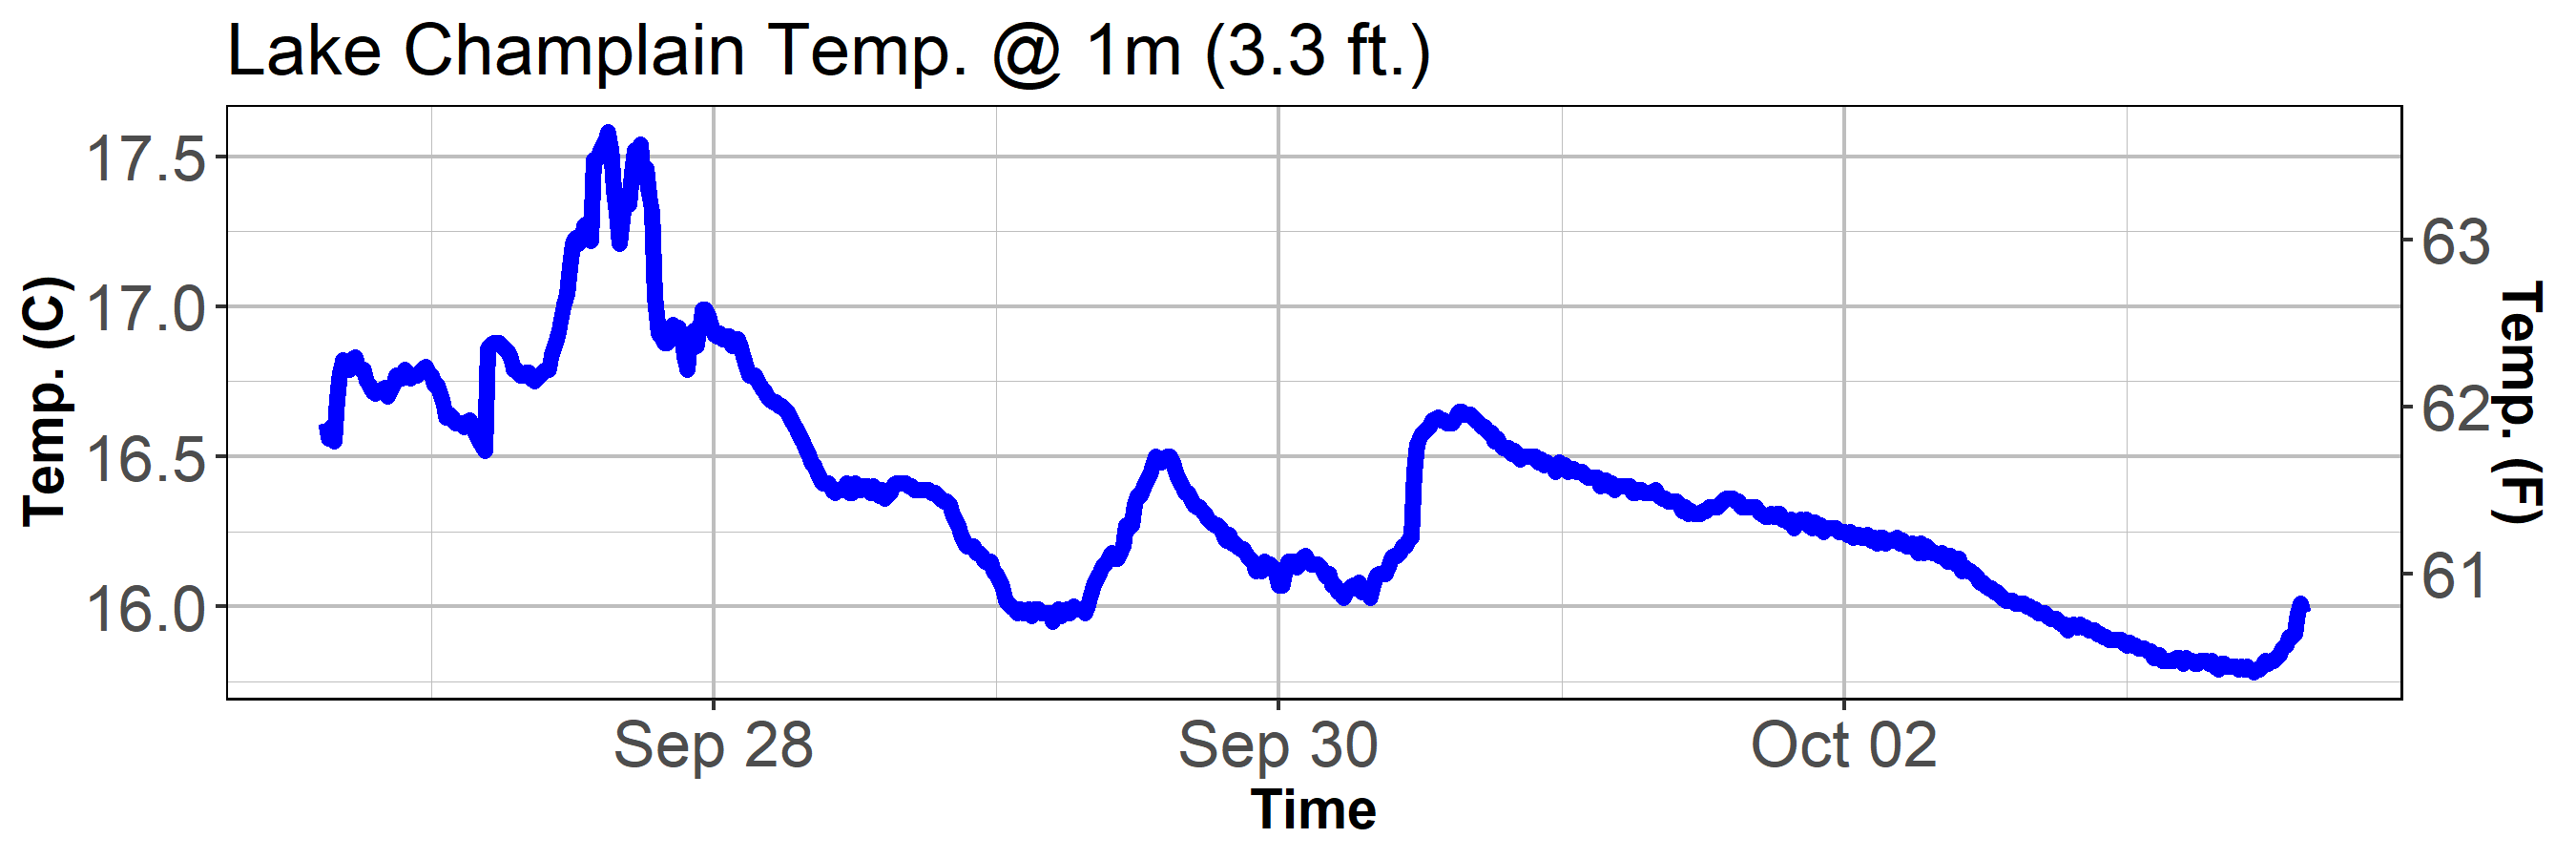 Lake Champlain Temp. @ 1m (3.3 ft.)
17.5
17.0
16.5
16.0
Temp. (C)
63
62
61
Temp. (F)
Sep 28 Sep 30 Oct 02
Time